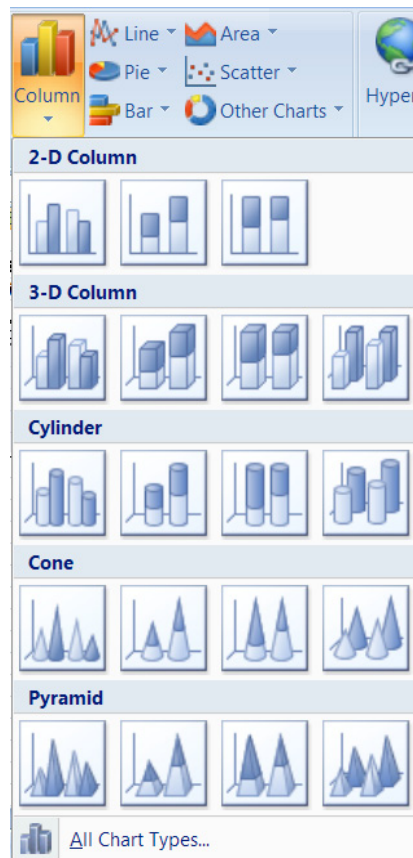 Column
Line
Area
Pie
Scatter
Bar
Other Charts
Hyper
2-D Column
3-D Column
Cylinder
Cone
Pyramid
All Chart Types...